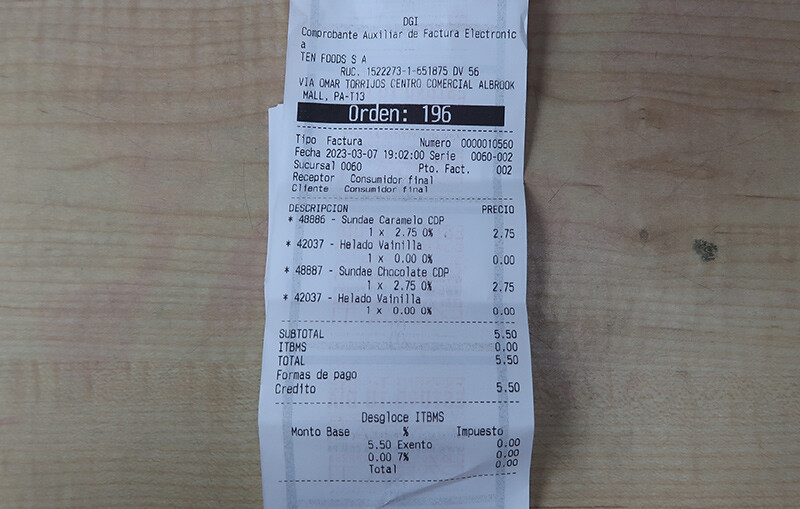 DGI
Comprobante Auxiliar de Factura Electronic
a
TEN FOODS S A
RUC. 1522273-1-651875 DV 56
VIA OMAR TORRIJOS CENTRO COMERCIAL ALBROOK
MALL, PA-T13
Orden: 196
Tipo Factura Numero 0000010560
Fecha 2023-03-07 19:02:00 Serie 0060-002
Sucursal 0060 Pto. Fact. 002
Receptor Consumidor final
Cliente Consumidor final
DESCRIPCION PRECIO
* 48886 - Sundae Caramelo CDP
1 x 2.75 0% 2.75
* 42037 - Helado Vainilla
1 x 0.00 0% 0.00
* 48887 - Sundae Chocolate CDP
1 x 2.75 0% 2.75
* 42037 - Helado Vainilla
1 x 0.00 0% 0.00
SUBTOTAL 5.50
ITBMS 0.00
TOTAL 5.50
Formas de pago
Credito 5.50
Desgloce ITBMS
Monto Base % Impuesto
5.50 Exento 0.00
0.00 7% 0.00
Total 0.00